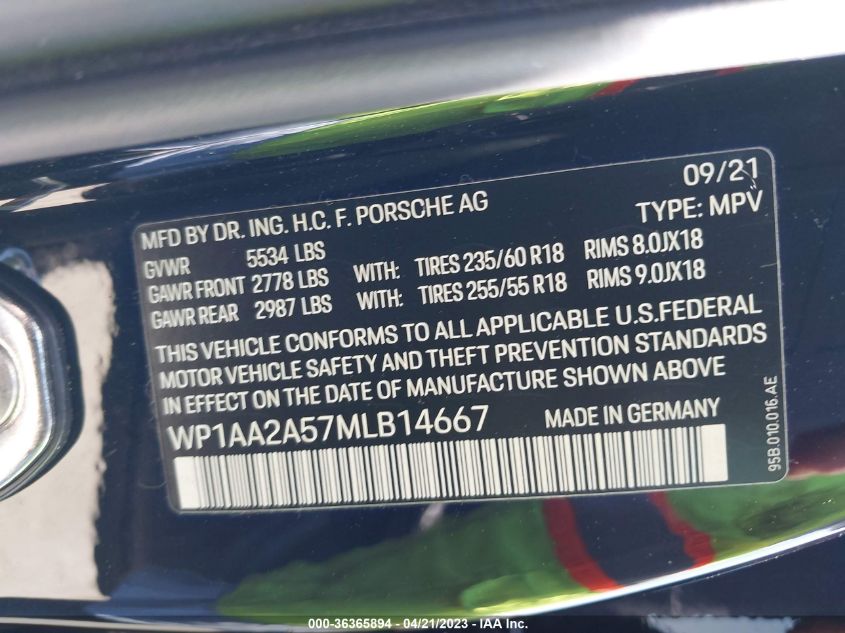 09/21
MFD BY DR. ING. H.C. F. PORSCHE AG TYPE: MPV
GVWR 5534 LBS
GAWR FRONT 2778 LBS WITH: TIRES 235/60 R18 RIMS 8.0JX18
GAWR REAR 2987 LBS WITH: TIRES 255/55 R18 RIMS 9.0JX18
THIS VEHICLE CONFORMS TO ALL APPLICABLE U.S.FEDERAL
MOTOR VEHICLE SAFETY AND THEFT PREVENTION STANDARDS
IN EFFECT ON THE DATE OF MANUFACTURE SHOWN ABOVE
WP1AA2A57MLB14667 MADE IN GERMANY
95B.010.016.AE
000-36365894 - 04/21/2023 - IAA Inc.